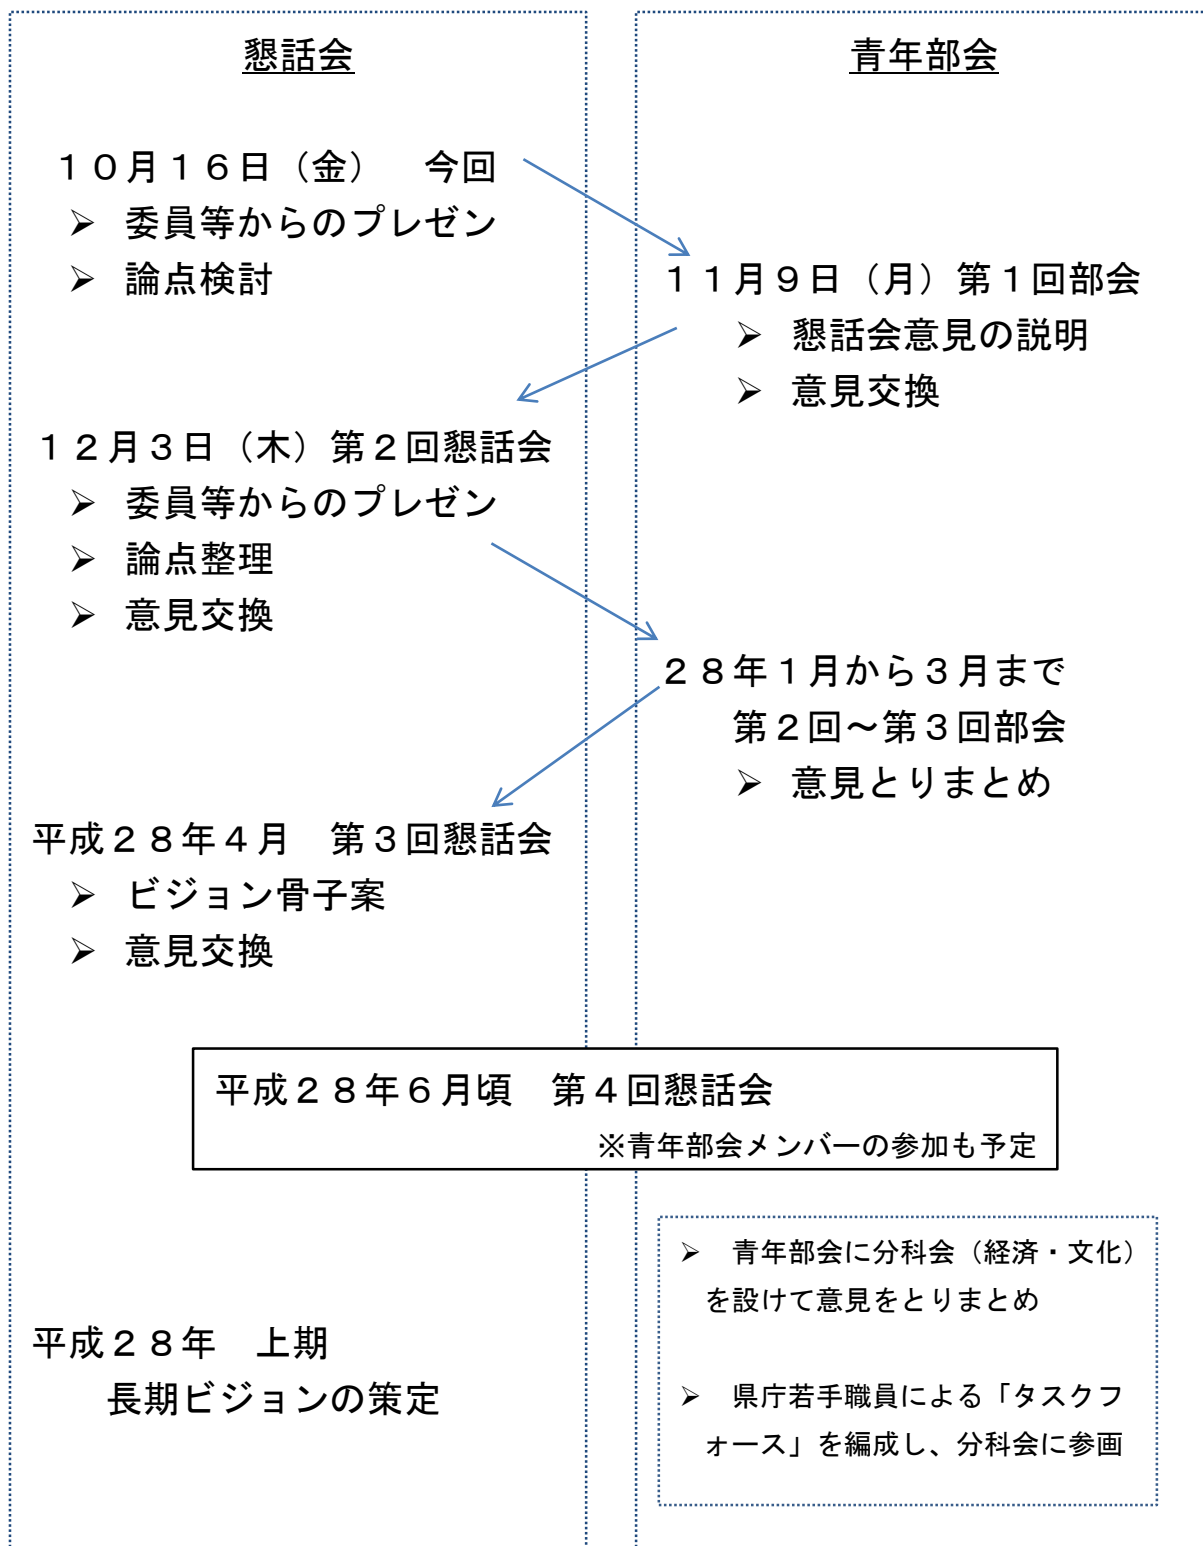 懇話会
１０月１６日（金）　今回
➢ 委員等からのプレゼン
➢ 論点検討
青年部会
１１月９日（月）第１回部会
➢ 懇話会意見の説明
➢ 意見交換
１２月３日（木）第２回懇話会
➢ 委員等からのプレゼン
➢ 論点整理
➢ 意見交換
２８年１月から３月まで
第２回～第３回部会
➢ 意見とりまとめ
平成２８年４月　第３回懇話会
➢ ビジョン骨子案
➢ 意見交換
平成２８年６月頃　第４回懇話会
※青年部会メンバーの参加も予定
平成２８年　上期
長期ビジョンの策定
➢ 青年部会に分科会（経済・文化）
を設けて意見をとりまとめ
➢ 県庁若手職員による「タスクフ
ォース」を編成し、分科会に参画